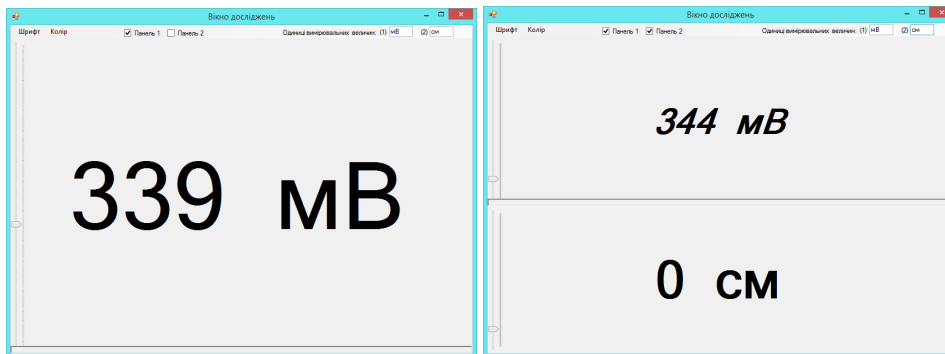 Вікно досліджень
Шрифт Колір Панель 1 Панель 2 Одиниці вимірювальних величин: (1) мВ (2) см
339 мВ
Вікно досліджень
Шрифт Колір Панель 1 Панель 2 Одиниці вимірювальних величин: (1) мВ (2) см
344 мВ
0 см